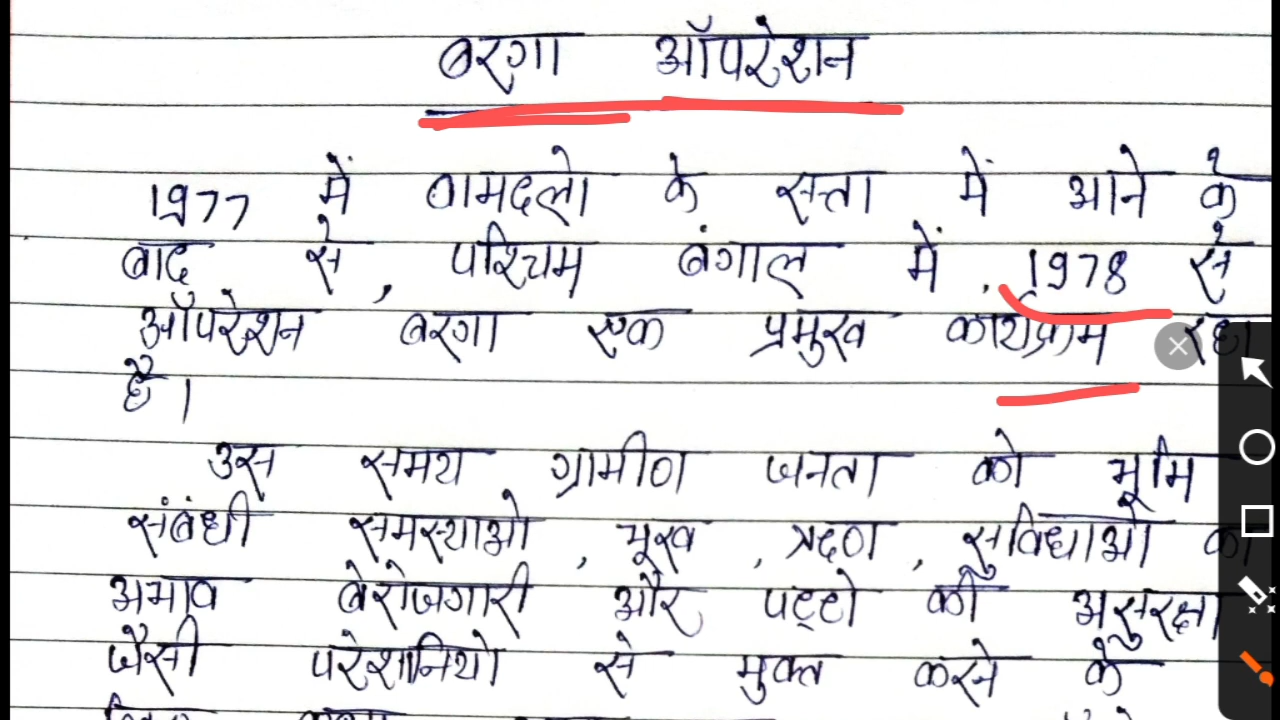 बरगा ऑपरेशन
1977 में वामदलो के सत्ता में आने के
बाद से, पश्चिम बंगाल में, 1978 से
ऑपरेशन बरगा एक प्रमुख कार्यक्रम रहा
है।
उस समय ग्रामीण जनता को भूमि
संबंधी समस्याओ, भूख, ऋण, सुविधाओ का
अभाव बेरोजगारी और पट्टो की असुरक्षा
जैसी परेशानियो से मुक्त करने के